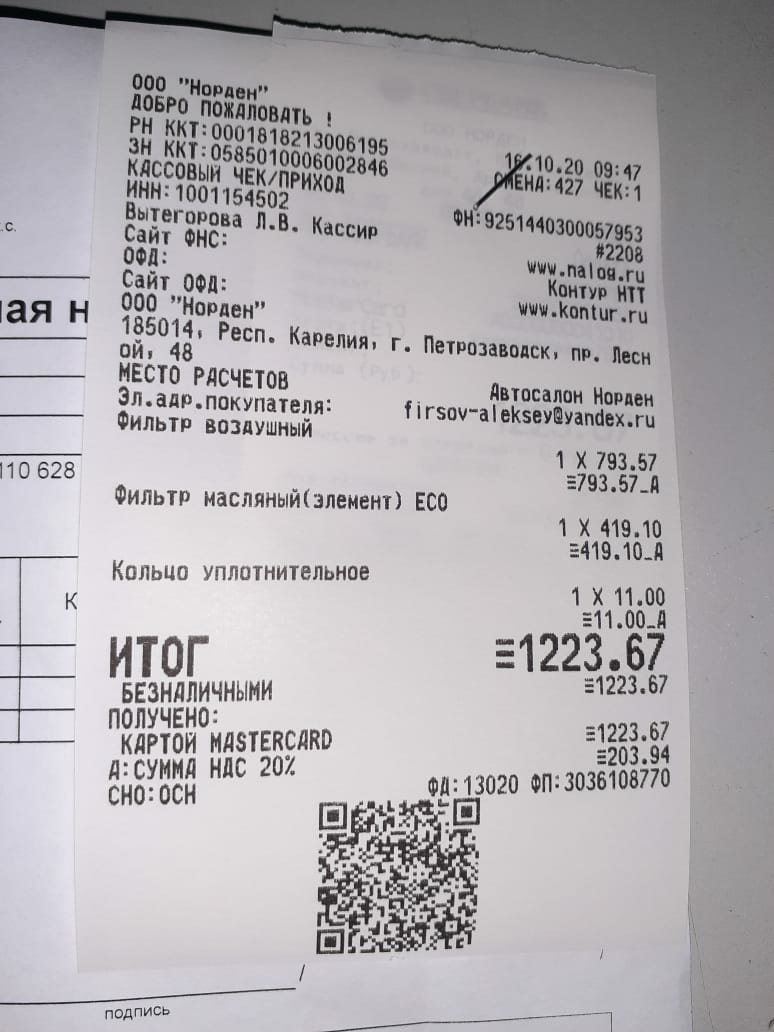 ООО "Норден"
ДОБРО ПОЖАЛОВАТЬ !
РН ККТ:0001818213006195
ЗН ККТ:0585010006002846 16.10.20 09:47
КАССОВЫЙ ЧЕК/ПРИХОД СМЕНА:427 ЧЕК:1
ИНН:1001154502 ФН:9251440300057953
Вытегорова Л.В. Кассир #2208
Сайт ФНС: www.nalog.ru
ОФД: Контур НТТ
Сайт ОФД: www.kontur.ru
ООО "Норден"
185014, Респ. Карелия, г. Петрозаводск, пр. Лесн
ой, 48
МЕСТО РАСЧЕТОВ Автосалон Норден
Эл.адр.покупателя: firsov-aleksey@yandex.ru
Фильтр воздушный
1 X 793.57
≡793.57_А
Фильтр масляный(элемент) ECO
1 X 419.10
≡419.10_А
Кольцо уплотнительное
1 X 11.00
≡11.00_А
ИТОГ ≡1223.67
БЕЗНАЛИЧНЫМИ ≡1223.67
ПОЛУЧЕНО:
КАРТОЙ MASTERCARD ≡1223.67
А:СУММА НДС 20% ≡203.94
СНО:ОСН ФД:13020 ФП:3036108770
с.
ая н
110 628
К
подпись